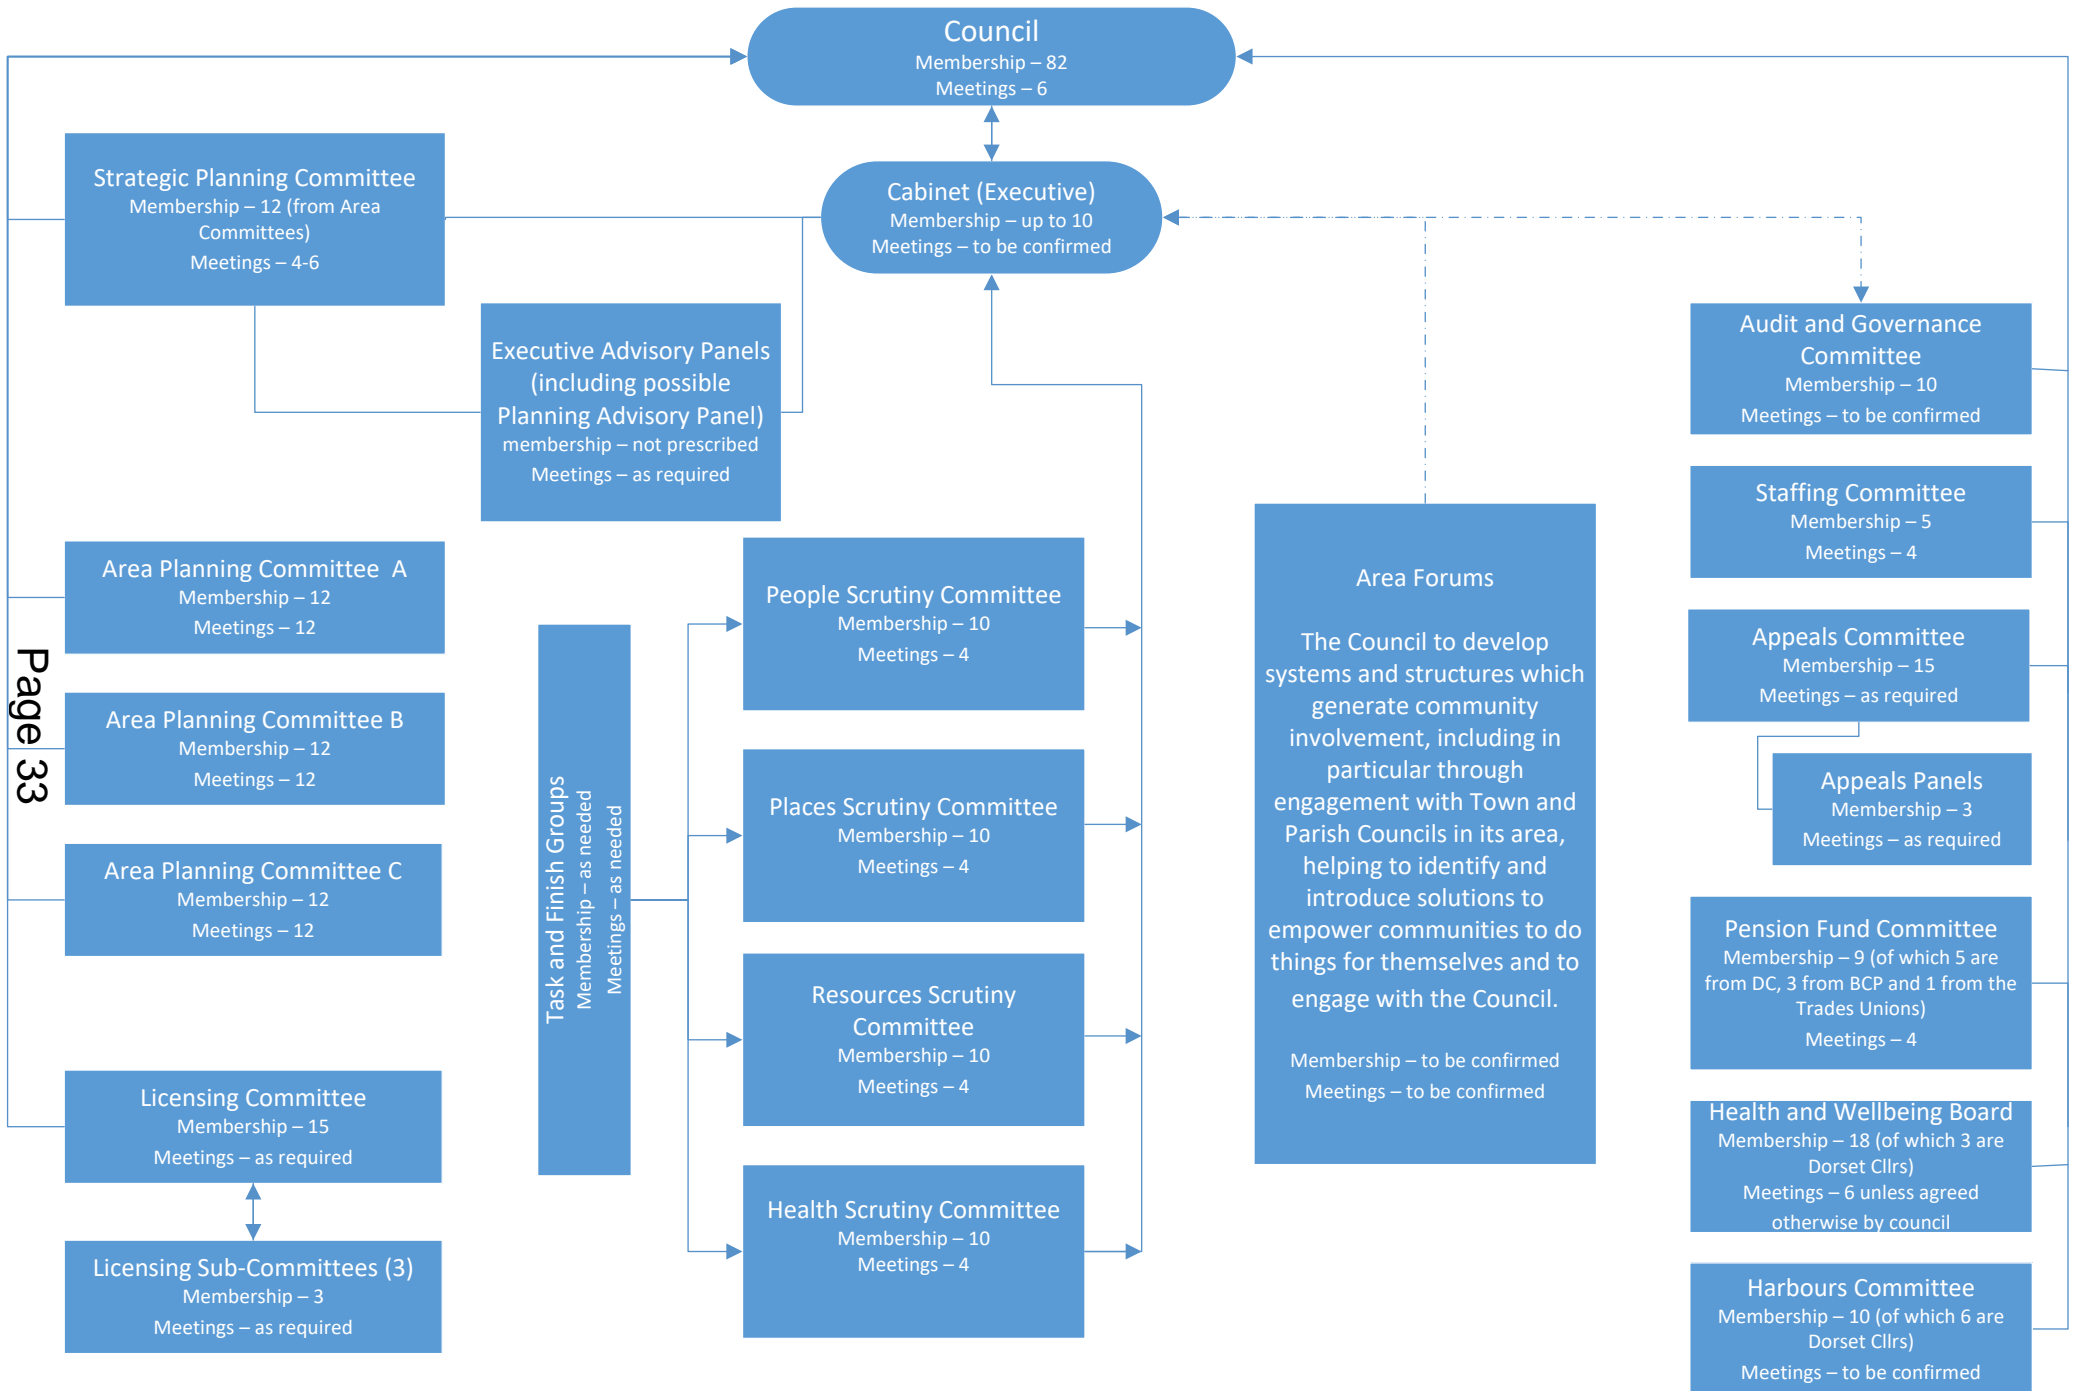 Council
Membership – 82
Meetings – 6
Cabinet (Executive)
Membership – up to 10
Meetings – to be confirmed
Strategic Planning Committee
Membership – 12 (from Area
Committees)
Meetings – 4-6
Executive Advisory Panels
(including possible
Planning Advisory Panel)
membership – not prescribed
Meetings – as required
Area Planning Committee  A
Membership – 12
Meetings – 12
Area Planning Committee B
Membership – 12
Meetings – 12
Area Planning Committee C
Membership – 12
Meetings – 12
Licensing Committee
Membership – 15
Meetings – as required
Licensing Sub-Committees (3)
Membership – 3
Meetings – as required
Page 33
Task and Finish Groups
Membership – as needed
Meetings – as needed
People Scrutiny Committee
Membership – 10
Meetings – 4
Places Scrutiny Committee
Membership – 10
Meetings – 4
Resources Scrutiny
Committee
Membership – 10
Meetings – 4
Health Scrutiny Committee
Membership – 10
Meetings – 4
Area Forums
The Council to develop
systems and structures which
generate community
involvement, including in
particular through
engagement with Town and
Parish Councils in its area,
helping to identify and
introduce solutions to
empower communities to do
things for themselves and to
engage with the Council.
Membership – to be confirmed
Meetings – to be confirmed
Audit and Governance
Committee
Membership – 10
Meetings – to be confirmed
Staffing Committee
Membership – 5
Meetings – 4
Appeals Committee
Membership – 15
Meetings – as required
Appeals Panels
Membership – 3
Meetings – as required
Pension Fund Committee
Membership – 9 (of which 5 are
from DC, 3 from BCP and 1 from the
Trades Unions)
Meetings – 4
Health and Wellbeing Board
Membership – 18 (of which 3 are
Dorset Cllrs)
Meetings – 6 unless agreed
otherwise by council
Harbours Committee
Membership – 10 (of which 6 are
Dorset Cllrs)
Meetings – to be confirmed